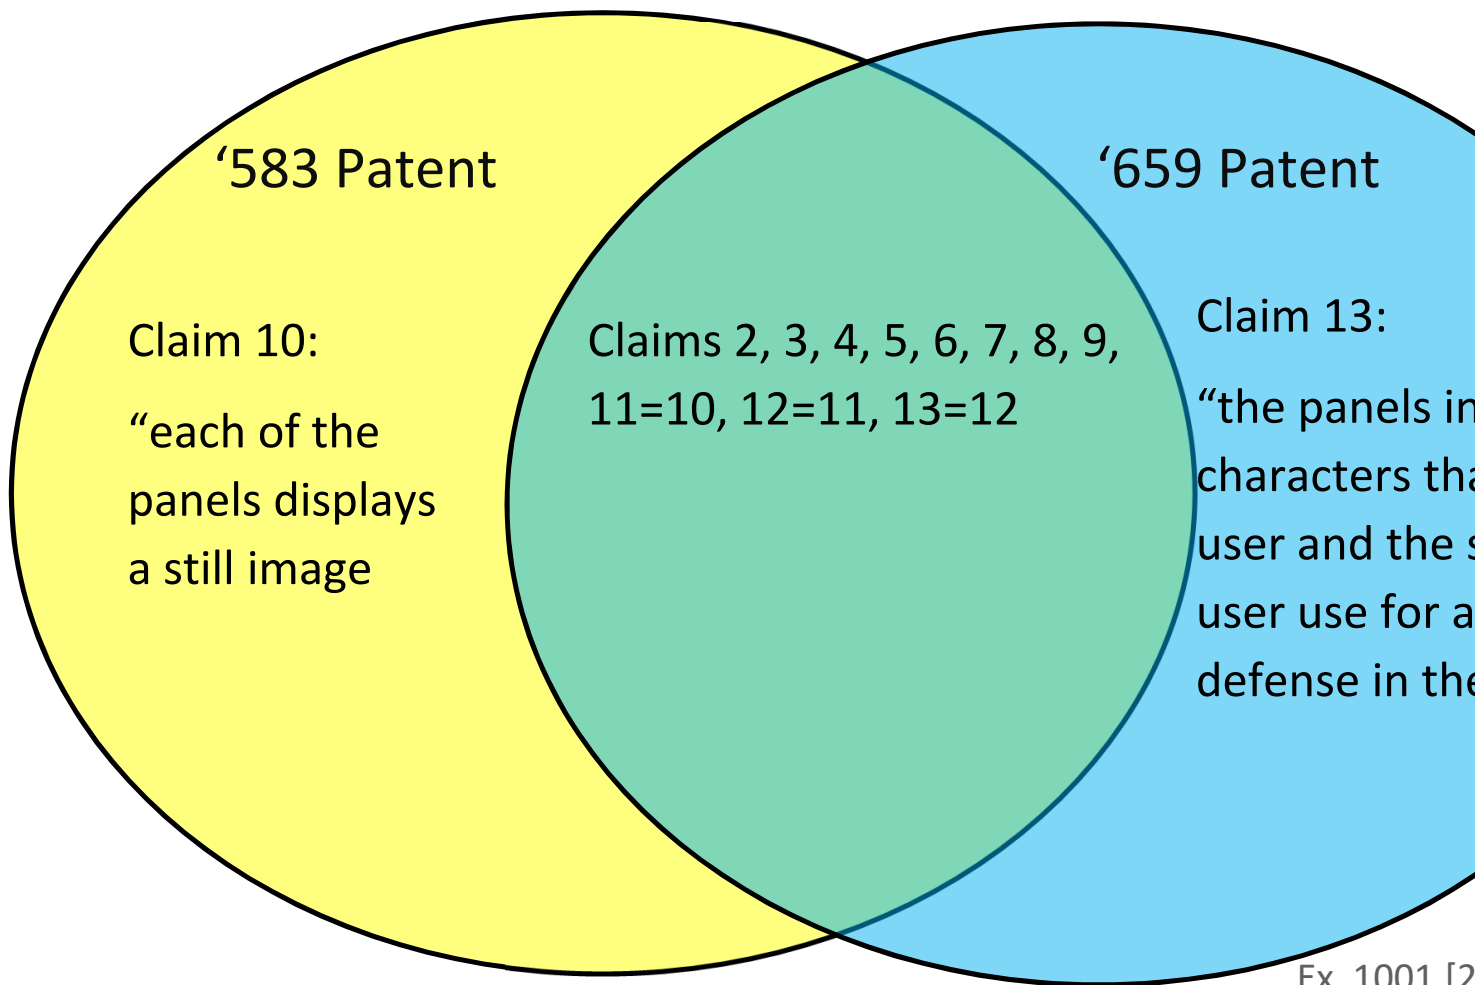 ‘583 Patent
‘659 Patent
Claim 10:
“each of the
panels displays
a still image
Claims 2, 3, 4, 5, 6, 7, 8, 9,
11=10, 12=11, 13=12
Claim 13:
“the panels
characters
user and the
user use for
defense in
Ex. 1001